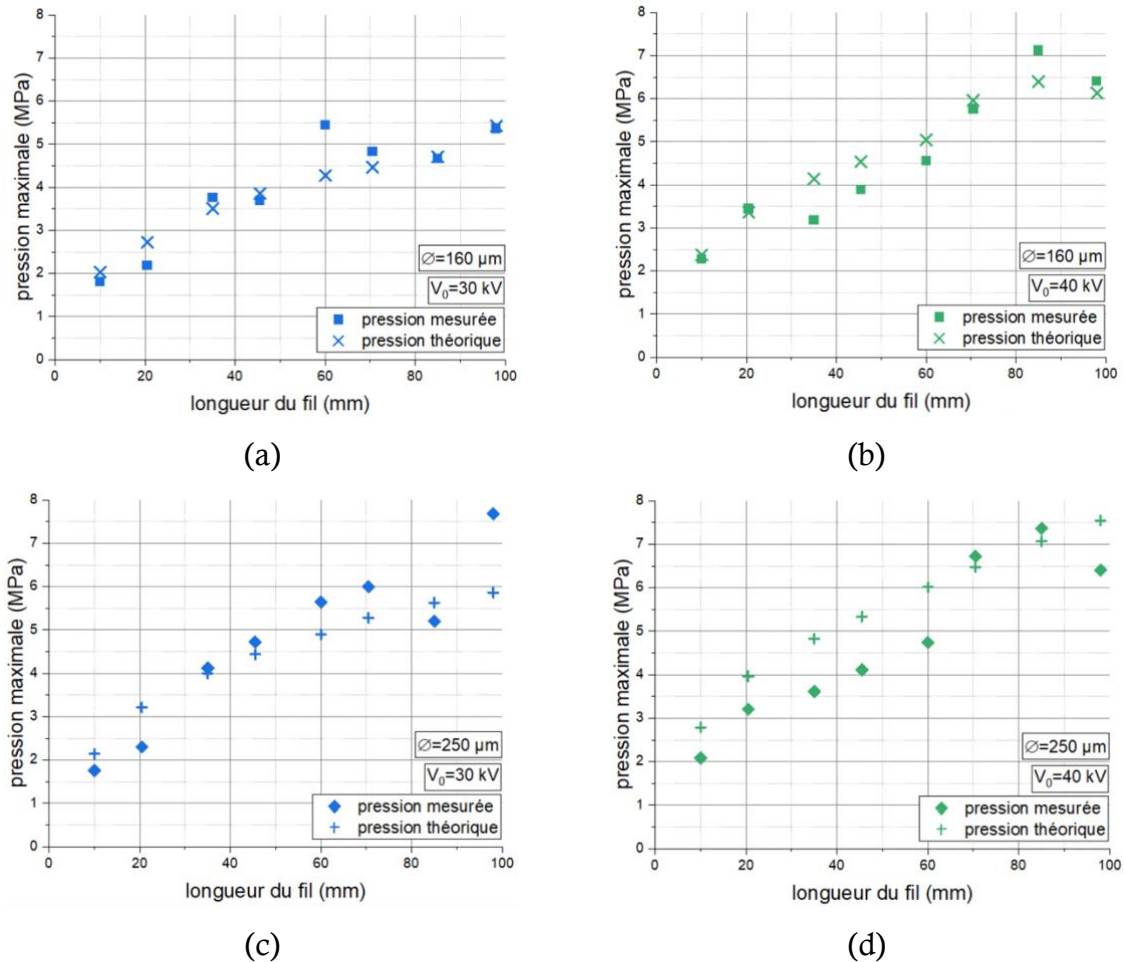 8
7
6
5
4
3
2
1
0
pression maximale (MPa)
∅=160 µm
V₀=30 kV
pression mesurée
pression théorique
0 20 40 60 80 100
longueur du fil (mm)
(a)
8
7
6
5
4
3
2
1
0
pression maximale (MPa)
∅=160 µm
V₀=40 kV
pression mesurée
pression théorique
0 20 40 60 80 100
longueur du fil (mm)
(b)
8
7
6
5
4
3
2
1
0
pression maximale (MPa)
∅=250 µm
V₀=30 kV
pression mesurée
pression théorique
0 20 40 60 80 100
longueur du fil (mm)
(c)
8
7
6
5
4
3
2
1
0
pression maximale (MPa)
∅=250 µm
V₀=40 kV
pression mesurée
pression théorique
0 20 40 60 80 100
longueur du fil (mm)
(d)